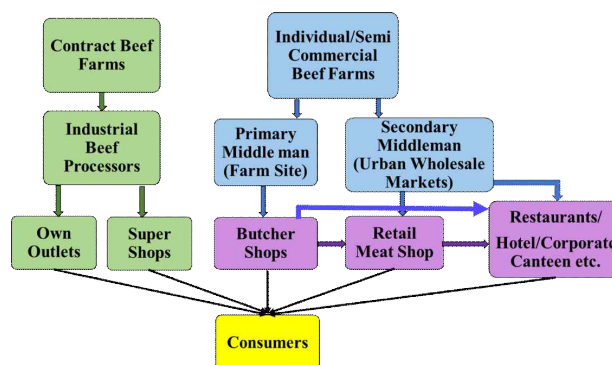 Contract Beef
Farms
Individual/Semi
Commercial
Beef Farms
Industrial
Beef
Processors
Primary
Middle man
(Farm Site)
Secondary
Middleman
(Urban Wholesale
Markets)
Own
Outlets
Super
Shops
Butcher
Shops
Retail
Meat Shop
Restaurants/
Hotel/Corporate
Canteen etc.
Consumers